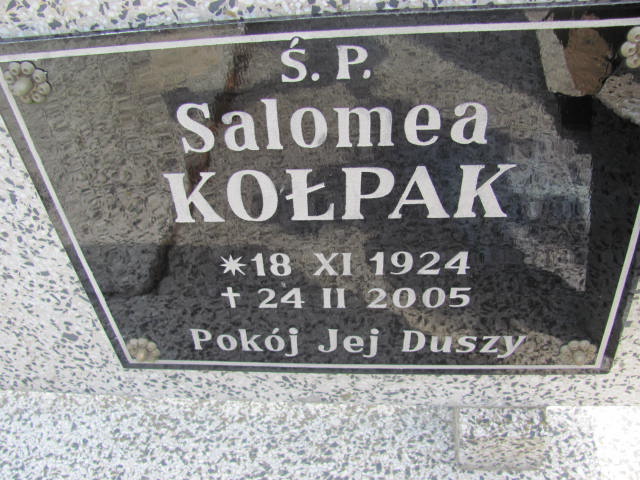 Ś. P.
Salomea
KOŁPAK
*18 XI 1924
† 24 II 2005
Pokój Jej Duszy